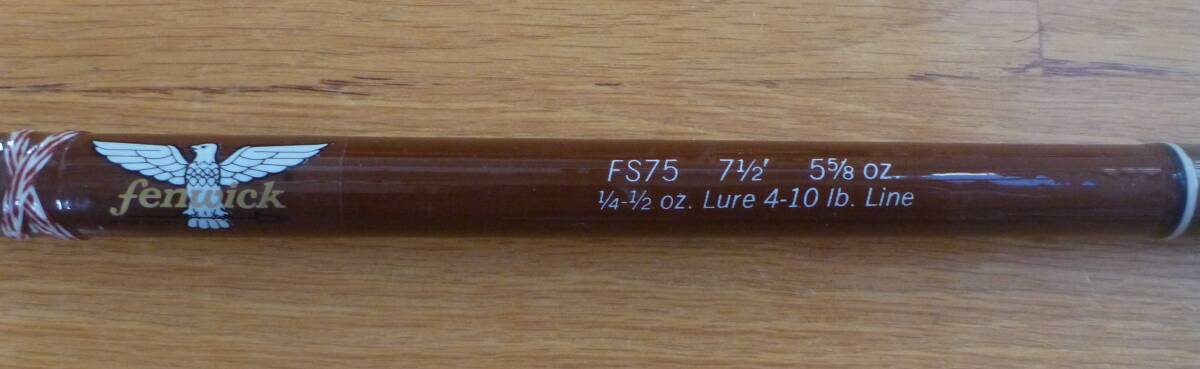 fenwick
FS75 7½' 5⅝ oz.
¼-½ oz. Lure 4-10 lb. Line